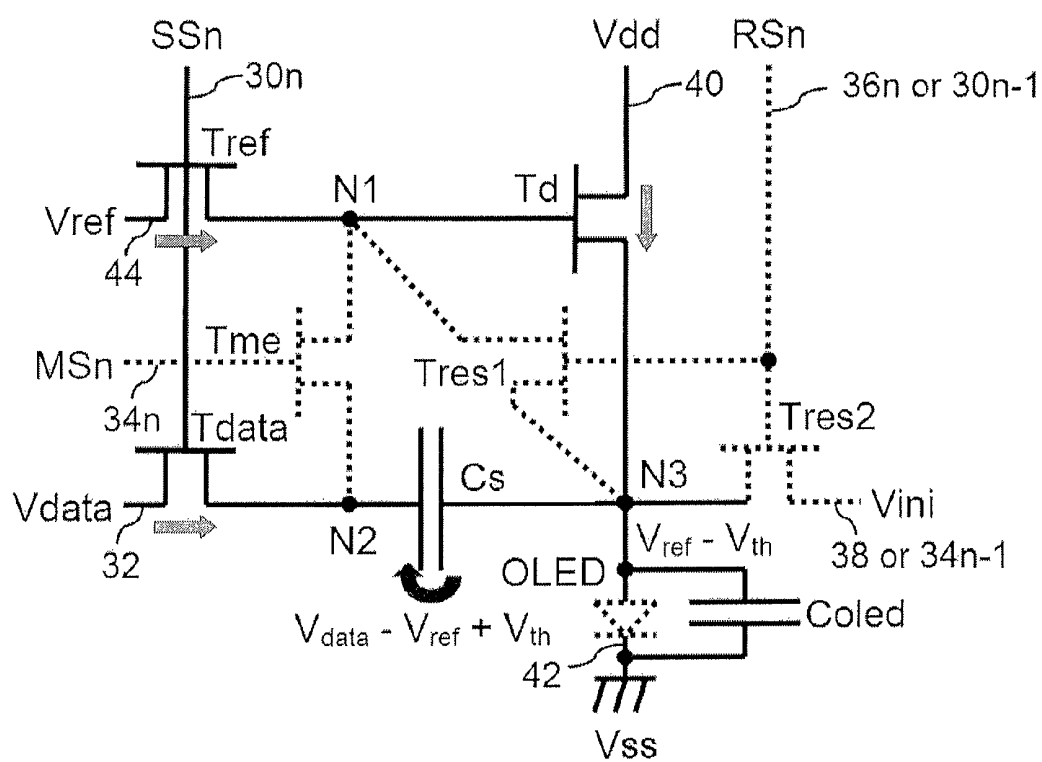 SSn
Vdd
RSn
30n
40
36n or 30n-1
Tref
N1
Td
Vref
44
Tme
MSn
Tres1
34n
Tdata
Tres2
Cs
N3
Vdata
Vini
N2
32
Vref - Vth
38 or 34n-1
OLED
Coled
Vdata - Vref + Vth
42
Vss